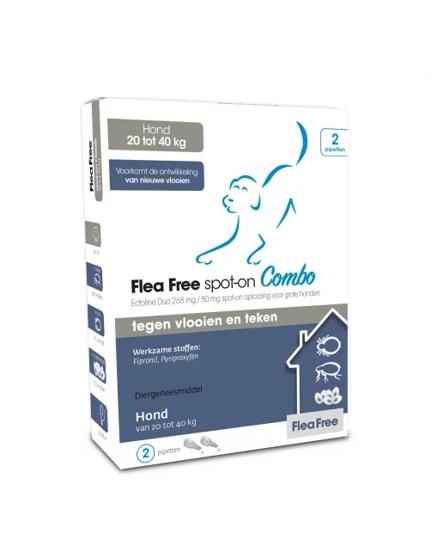 Hond
20 tot 40 kg
Voorkomt de ontwikkeling
van nieuwe vlooien
2
pipetten
Flea Free
Flea Free spot-on Combo
Ectoline Duo 268 mg / 80 mg spot-on oplossing voor grote honden
tegen vlooien en teken
Werkzame stoffen:
Fipronil, Pyriproxyfen
Diergeneesmiddel
Hond
van 20 tot 40 kg
2 pipetten
Flea Free